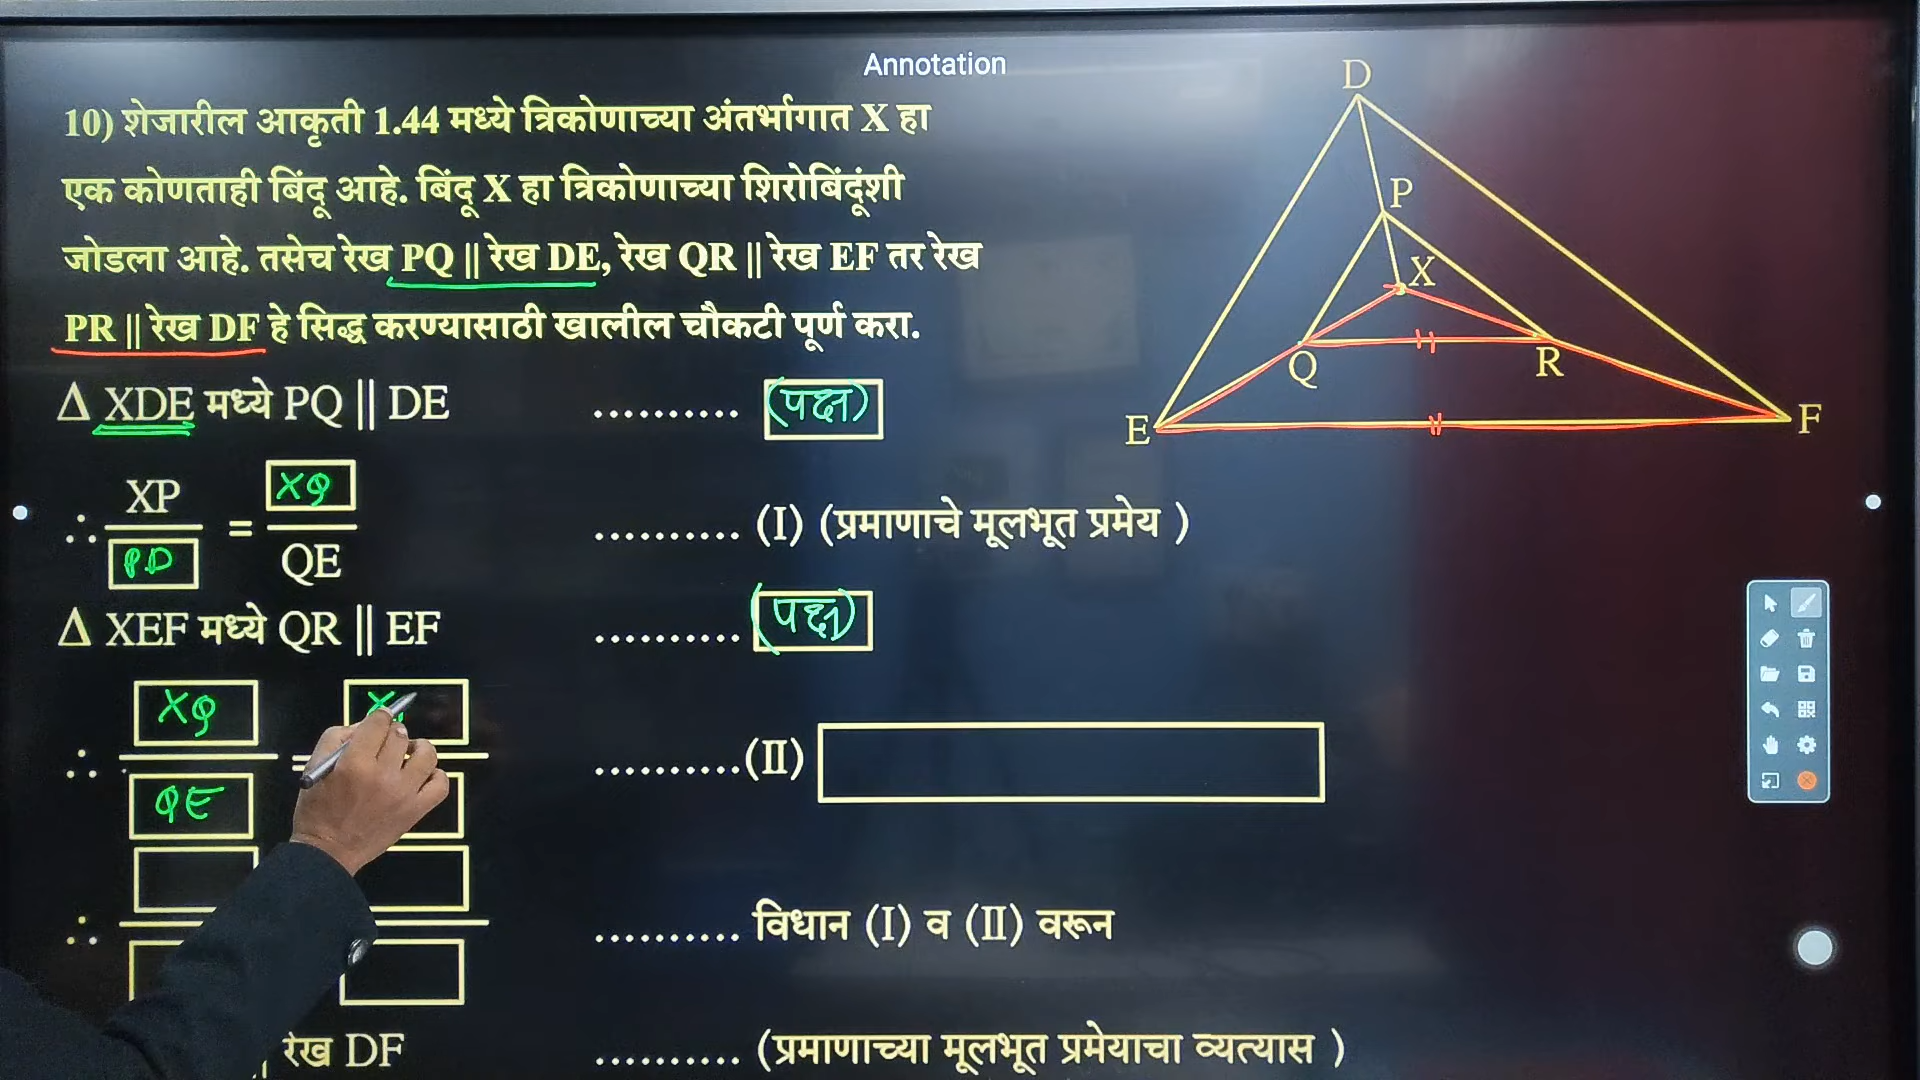 Annotation
10) शेजारील आकृती 1.44 मध्ये त्रिकोणाच्या अंतर्भागात X हा
एक कोणताही बिंदू आहे. बिंदू X हा त्रिकोणाच्या शिरोबिंदूंशी
जोडला आहे. तसेच रेख PQ || रेख DE, रेख QR || रेख EF तर रेख
PR || रेख DF हे सिद्ध करण्यासाठी खालील चौकटी पूर्ण करा.
D
P
X
Q
R
E
F
Δ XDE मध्ये PQ || DE .......... (पक्ष)
∴ XP / PD = XQ / QE .......... (I) (प्रमाणाचे मूलभूत प्रमेय )
Δ XEF मध्ये QR || EF .......... (पक्ष)
∴ XQ / QE = X .......... (II)
∴ .......... विधान (I) व (II) वरून
रेख DF .......... (प्रमाणाच्या मूलभूत प्रमेयाचा व्यत्यास )